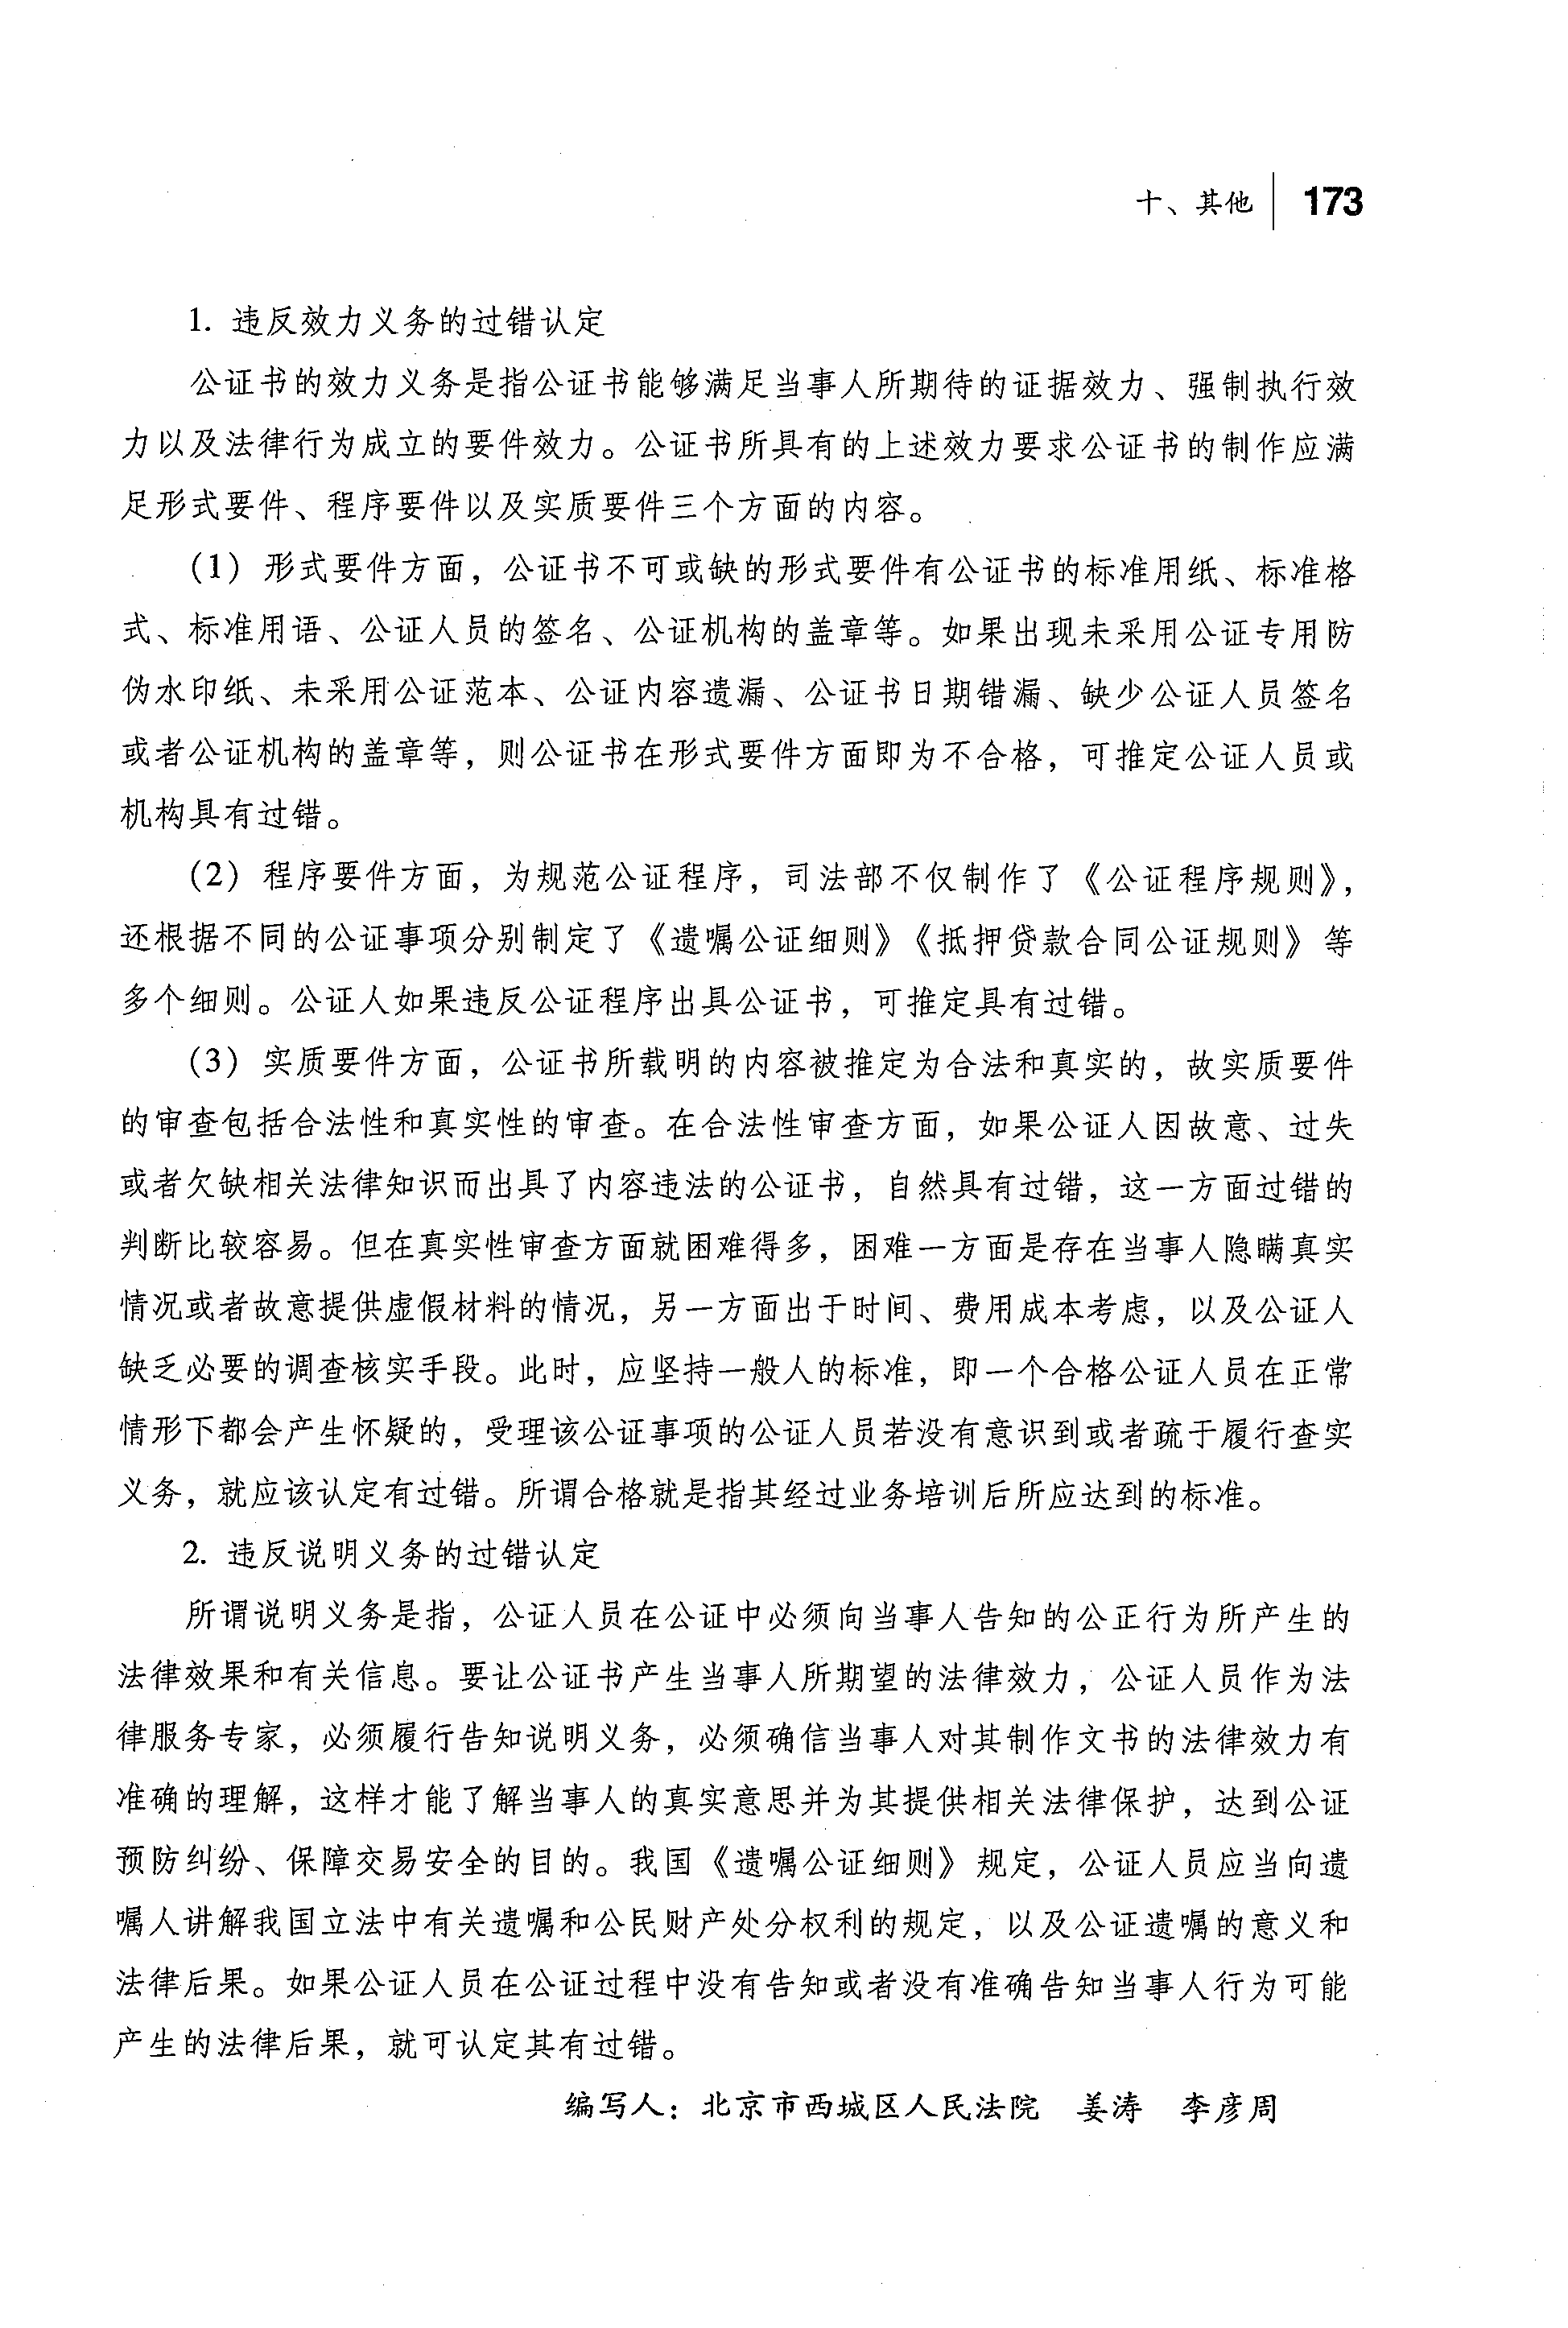 十、其他 173
1. 违反效力义务的过错认定
公证书的效力义务是指公证书能够满足当事人所期待的证据效力、强制执行效
力以及法律行为成立的要件效力。公证书所具有的上述效力要求公证书的制作应满
足形式要件、程序要件以及实质要件三个方面的内容。
(1) 形式要件方面，公证书不可或缺的形式要件有公证书的标准用纸、标准格
式、标准用语、公证人员的签名、公证机构的盖章等。如果出现未采用公证专用防
伪水印纸、未采用公证范本、公证内容遗漏、公证书日期错漏、缺少公证人员签名
或者公证机构的盖章等，则公证书在形式要件方面即为不合格，可推定公证人员或
机构具有过错。
(2) 程序要件方面，为规范公证程序，司法部不仅制作了《公证程序规则》，
还根据不同的公证事项分别制定了《遗嘱公证细则》《抵押贷款合同公证规则》等
多个细则。公证人如果违反公证程序出具公证书，可推定具有过错。
(3) 实质要件方面，公证书所载明的内容被推定为合法和真实的，故实质要件
的审查包括合法性和真实性的审查。在合法性审查方面，如果公证人因故意、过失
或者欠缺相关法律知识而出具了内容违法的公证书，自然具有过错，这一方面过错的
判断比较容易。但在真实性审查方面就困难得多，困难一方面是存在当事人隐瞒真实
情况或者故意提供虚假材料的情况，另一方面出于时间、费用成本考虑，以及公证人
缺乏必要的调查核实手段。此时，应坚持一般人的标准，即一个合格公证人员在正常
情形下都会产生怀疑的，受理该公证事项的公证人员若没有意识到或者疏于履行查实
义务，就应该认定有过错。所谓合格就是指其经过业务培训后所应达到的标准。
2. 违反说明义务的过错认定
所谓说明义务是指，公证人员在公证中必须向当事人告知的公正行为所产生的
法律效果和有关信息。要让公证书产生当事人所期望的法律效力，公证人员作为法
律服务专家，必须履行告知说明义务，必须确信当事人对其制作文书的法律效力有
准确的理解，这样才能了解当事人的真实意思并为其提供相关法律保护，达到公证
预防纠纷、保障交易安全的目的。我国《遗嘱公证细则》规定，公证人员应当向遗
嘱人讲解我国立法中有关遗嘱和公民财产处分权利的规定，以及公证遗嘱的意义和
法律后果。如果公证人员在公证过程中没有告知或者没有准确告知当事人行为可能
产生的法律后果，就可认定其有过错。
编写人：北京市西城区人民法院 姜涛 李彦周